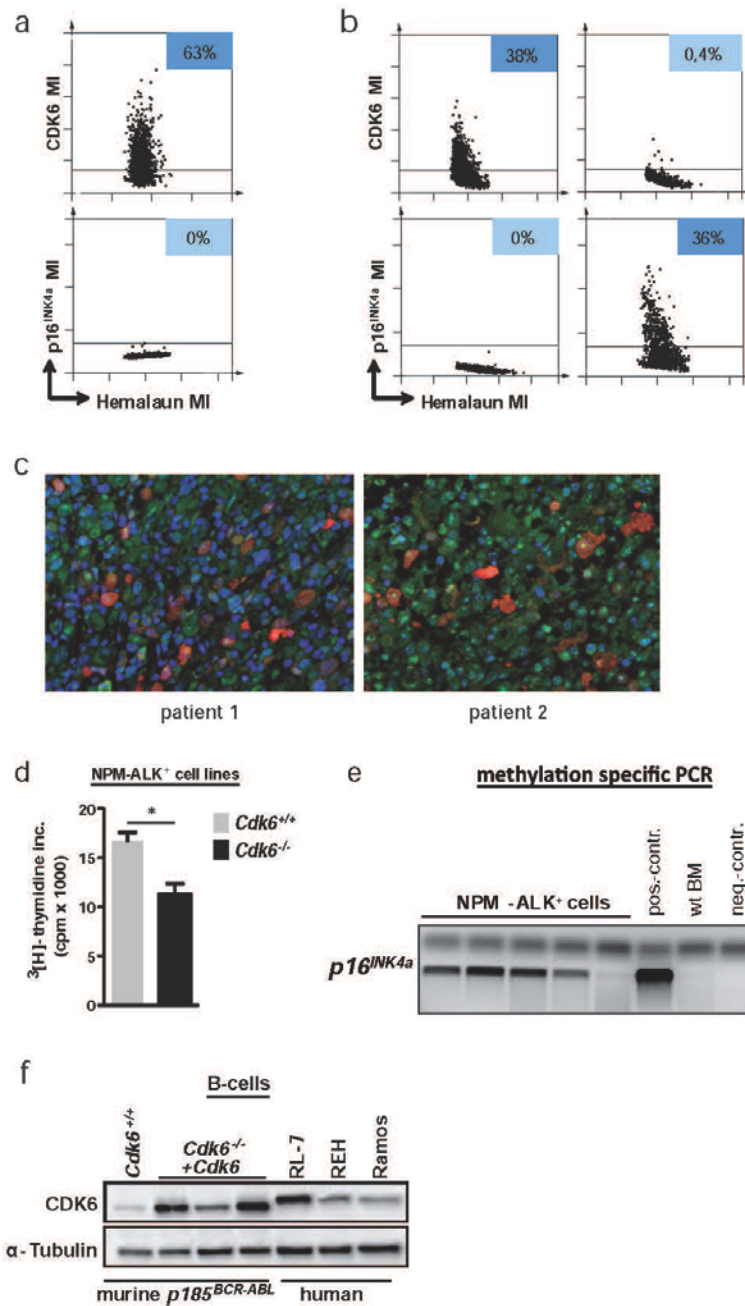 a
63%
CDK6 MI
0%
p16INK4a MI
Hemalaun MI
b
38%
0,4%
CDK6 MI
0%
36%
p16INK4a MI
Hemalaun MI
c
patient 1
patient 2
d
NPM-ALK+ cell lines
20
15
10
5
0
3[H]-thymidine inc.
(cpm x 1000)
*
Cdk6+/+
Cdk6-/-
e
methylation specific PCR
NPM -ALK+ cells
pos.-contr.
wt BM
neg.-contr.
p16INK4a
f
B-cells
Cdk6+/+
Cdk6-/-
+Cdk6
RL-7
REH
Ramos
CDK6
α- Tubulin
murine p185BCR-ABL
human